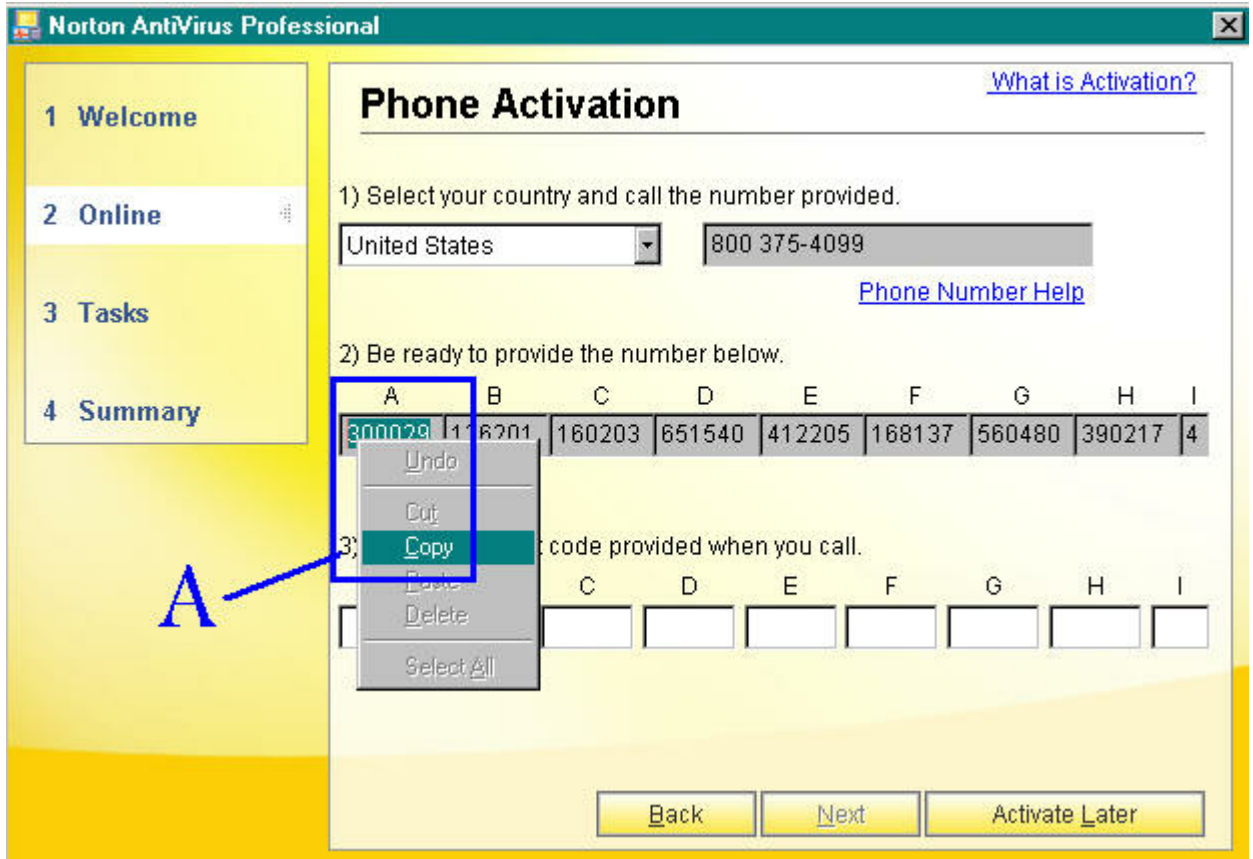 Norton AntiVirus Professional
What is Activation?
Phone Activation
1 Welcome
2 Online
3 Tasks
4 Summary
1) Select your country and call the number provided.
United States 800 375-4099
Phone Number Help
2) Be ready to provide the number below.
A B C D E F G H I
300029 160203 651540 412205 168137 560480 390217 4
Undo
Cut
3) Copy code provided when you call.
Paste C D E F G H I
Delete
Select All
A
Back Next Activate Later